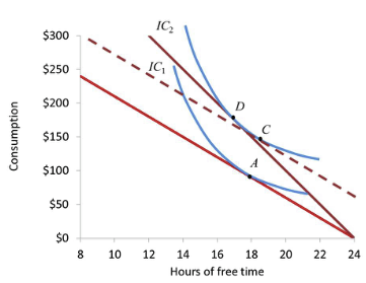 IC2
$300
IC1
$250
$200
D
C
$150
A
$100
$50
$0
8 10 12 14 16 18 20 22 24
Hours of free time
Consumption